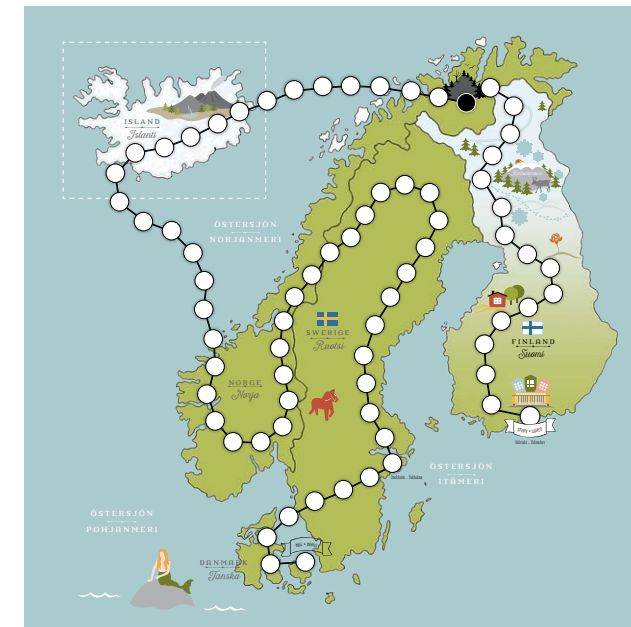 ISLAND
Islanti
ÖSTERSJÖN
NORJANMERI
SWERIGE
Ruotsi
FINLAND
Suomi
NORGE
Norja
ÖSTERSJÖN
ITÄMERI
ÖSTERSJÖN
POHJANMERI
DANMARK
Tanska